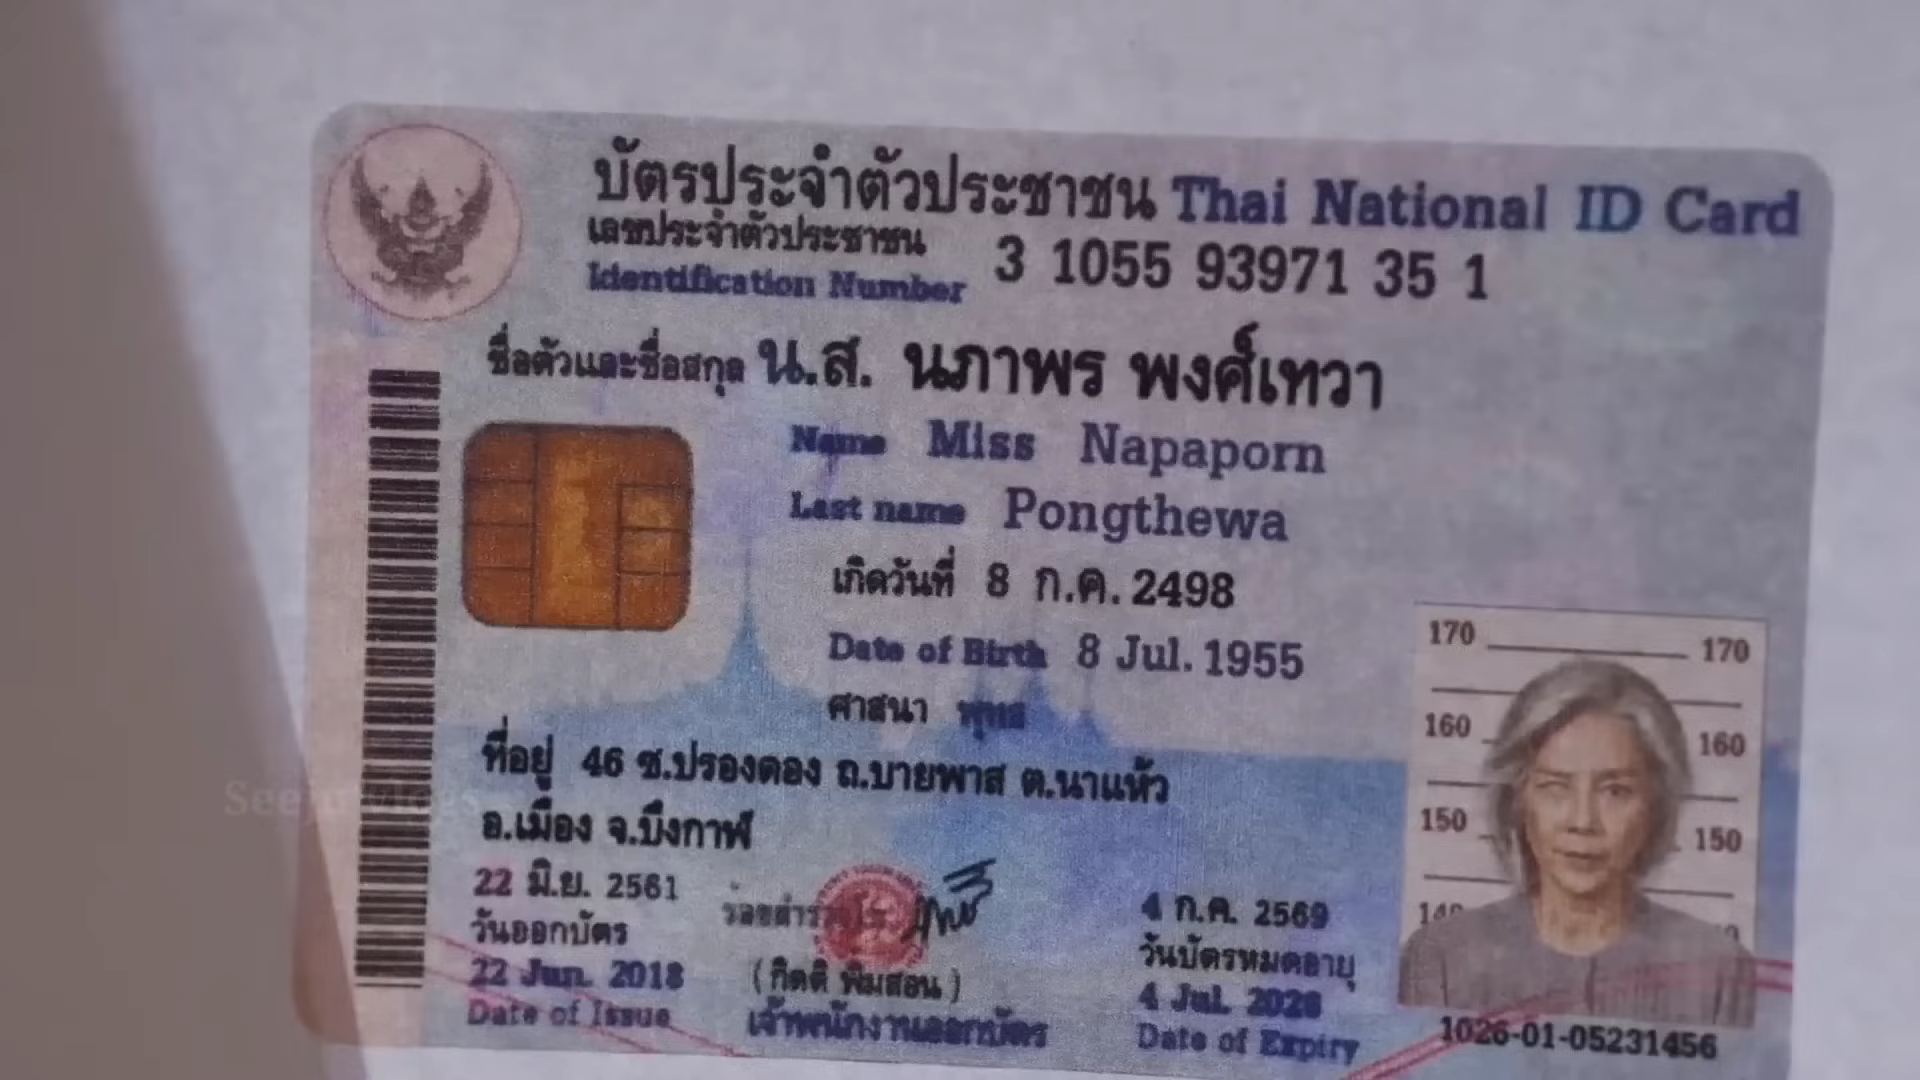 บัตรประจำตัวประชาชน Thai National ID Card
เลขประจำตัวประชาชน 3 1055 93971 35 1
Identification Number
ชื่อตัวและชื่อสกุล น.ส. นภาพร พงศ์เทวา
Name Miss Napaporn
Last name Pongthewa
เกิดวันที่ 8 ก.ค. 2498
Date of Birth 8 Jul. 1955
ศาสนา พุทธ
ที่อยู่ 46 ซ.ปรองดอง ถ.บายพาส ต.นาแห้ว
อ.เมือง จ.บึงกาฬ
22 มิ.ย. 2561
วันออกบัตร
22 Jun. 2018
Date of Issue
(กิตติ พิมสอน)
เจ้าพนักงานออกบัตร
4 ก.ค. 2569
วันบัตรหมดอายุ
4 Jul. 2026
Date of Expiry
170 170
160 160
150 150
1026-01-05231456